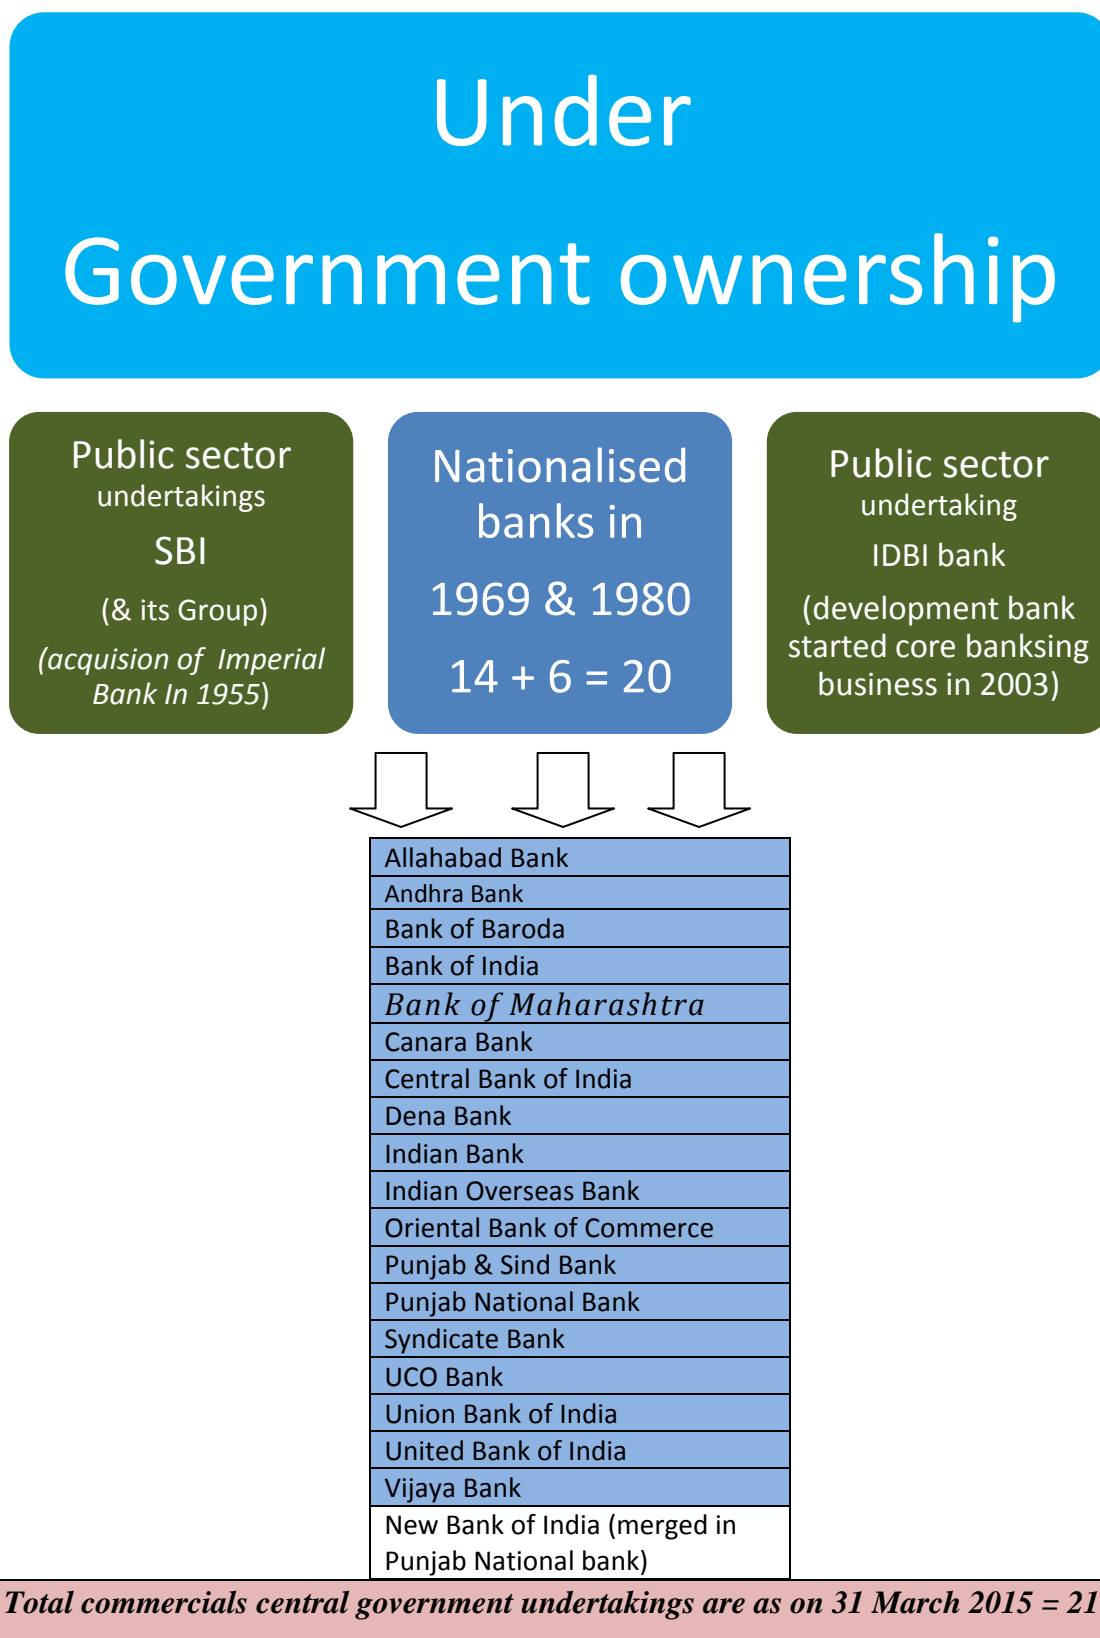 Under
Government ownership
Public sector
undertakings
SBI
(& its Group)
(acquision of Imperial
Bank In 1955)
Nationalised
banks in
1969 & 1980
14 + 6 = 20
Public sector
undertaking
IDBI bank
(development bank
started core banksing
business in 2003)
Allahabad Bank
Andhra Bank
Bank of Baroda
Bank of India
Bank of Maharashtra
Canara Bank
Central Bank of India
Dena Bank
Indian Bank
Indian Overseas Bank
Oriental Bank of Commerce
Punjab & Sind Bank
Punjab National Bank
Syndicate Bank
UCO Bank
Union Bank of India
United Bank of India
Vijaya Bank
New Bank of India (merged in
Punjab National bank)
Total commercials central government undertakings are as on 31 March 2015 = 21